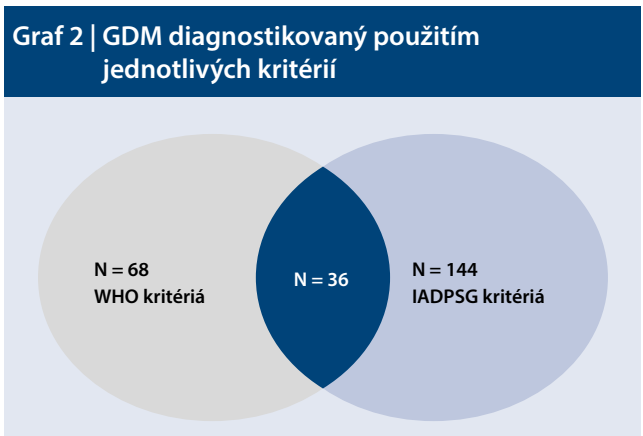 Graf 2 | GDM diagnostikovaný použitím
jednotlivých kritérií
N = 68
WHO kritériá
N = 36
N = 144
IADPSG kritériá